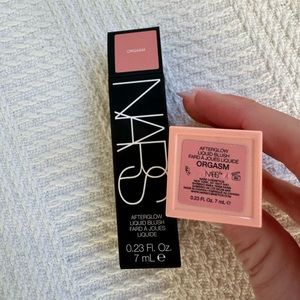 ORGASM
NARS
AFTERGLOW
LIQUID BLUSH
FARD À JOUES
LIQUIDE
0.23 Fl. Oz.
7 mL e
AFTERGLOW
LIQUID BLUSH
FARD À JOUES LIQUIDE
ORGASM
NARS
0.23 Fl. Oz. 7 mL e